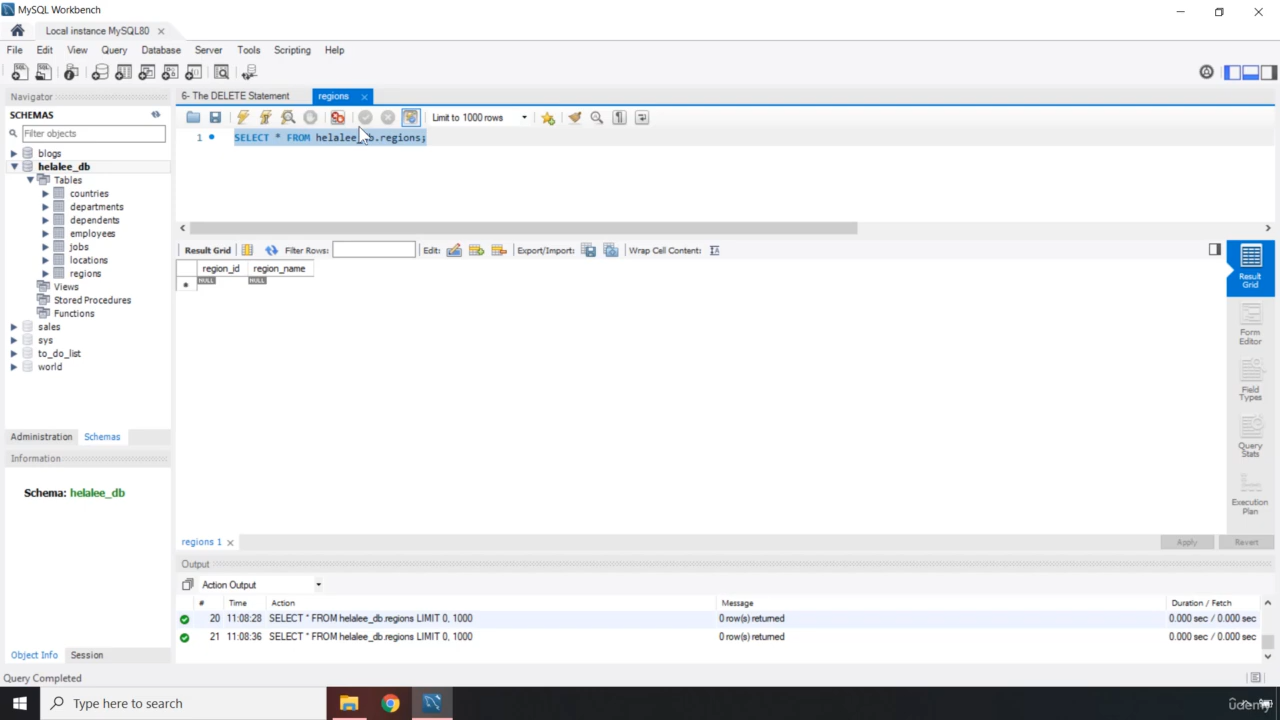 MySQL Workbench
Local instance MySQL80
File Edit View Query Database Server Tools Scripting Help
Navigator
SCHEMAS
Filter objects
blogs
helalee_db
Tables
countries
departments
dependents
employees
jobs
locations
regions
Views
Stored Procedures
Functions
sales
sys
to_do_list
world
Administration Schemas
Information
Schema: helalee_db
Object Info Session
6- The DELETE Statement regions
Limit to 1000 rows
1 SELECT * FROM helalee_db.regions;
Result Grid Filter Rows: Edit: Export/Import: Wrap Cell Content:
region_id region_name
NULL NULL
Result Grid
Form Editor
Field Types
Query Stats
Execution Plan
regions 1 Apply Revert
Output
Action Output
# Time Action Message Duration / Fetch
20 11:08:28 SELECT * FROM helalee_db.regions LIMIT 0, 1000 0 row(s) returned 0.000 sec / 0.000 sec
21 11:08:36 SELECT * FROM helalee_db.regions LIMIT 0, 1000 0 row(s) returned 0.000 sec / 0.000 sec
Query Completed
Type here to search
udemy